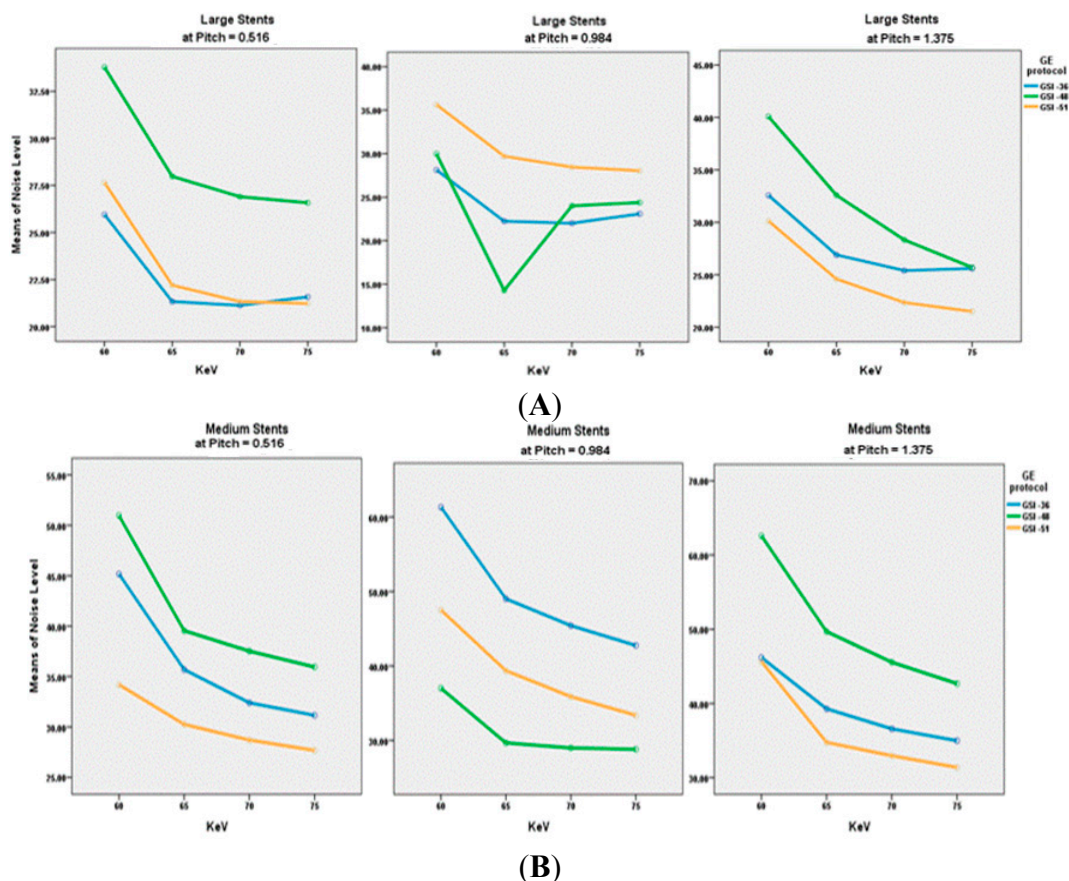 Large Stents
at Pitch = 0.516
Large Stents
at Pitch = 0.984
Large Stents
at Pitch = 1.375
GE
protocol
GSI -36
GSI -48
GSI -51
Means of Noise Level
32.50
30.00
27.50
25.00
22.50
20.00
60 65 70 75
KeV
40.00
35.00
30.00
25.00
20.00
15.00
10.00
60 65 70 75
KeV
45.00
40.00
35.00
30.00
25.00
20.00
60 65 70 75
KeV
(A)
Medium Stents
at Pitch = 0.516
Medium Stents
at Pitch = 0.984
Medium Stents
at Pitch = 1.375
GE
protocol
GSI -36
GSI -48
GSI -51
Means of Noise Level
55.00
50.00
45.00
40.00
35.00
30.00
25.00
60 65 70 75
KeV
60.00
50.00
40.00
30.00
60 65 70 75
KeV
70.00
60.00
50.00
40.00
30.00
60 65 70 75
KeV
(B)